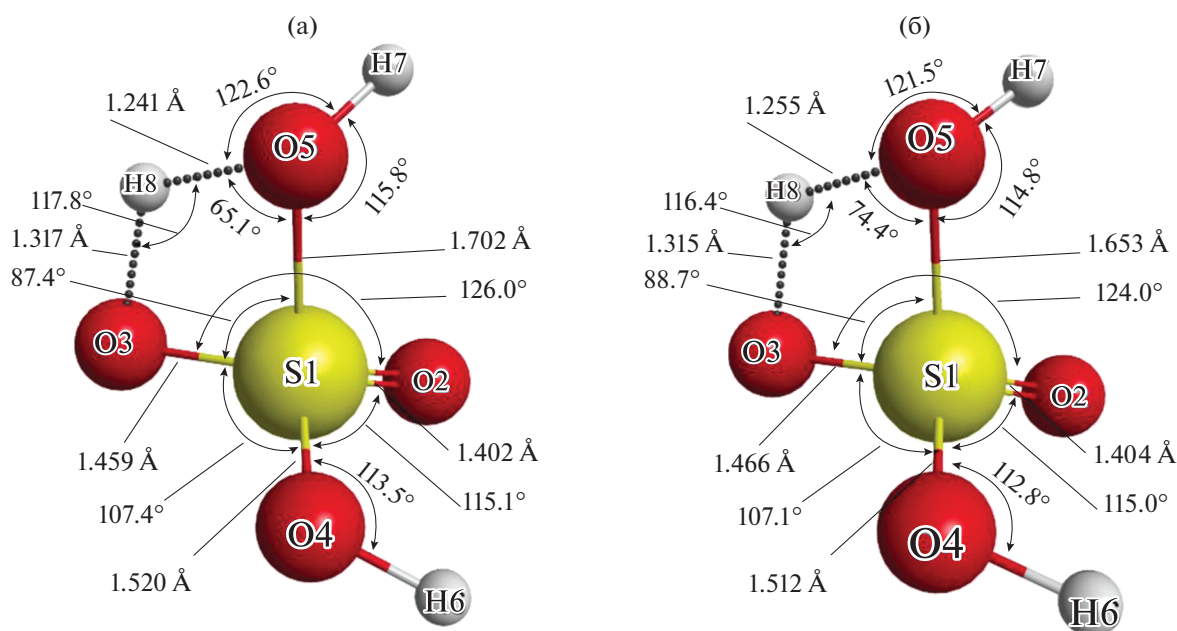 (а)
H7
122.6°
1.241 Å
O5
H8
115.8°
117.8°
65.1°
1.317 Å
1.702 Å
87.4°
126.0°
O3
S1
O2
1.459 Å
1.402 Å
113.5°
107.4°
115.1°
O4
1.520 Å
H6
(б)
H7
121.5°
1.255 Å
O5
H8
114.8°
116.4°
74.4°
1.315 Å
1.653 Å
88.7°
124.0°
O3
S1
O2
1.466 Å
1.404 Å
112.8°
107.1°
115.0°
O4
1.512 Å
H6